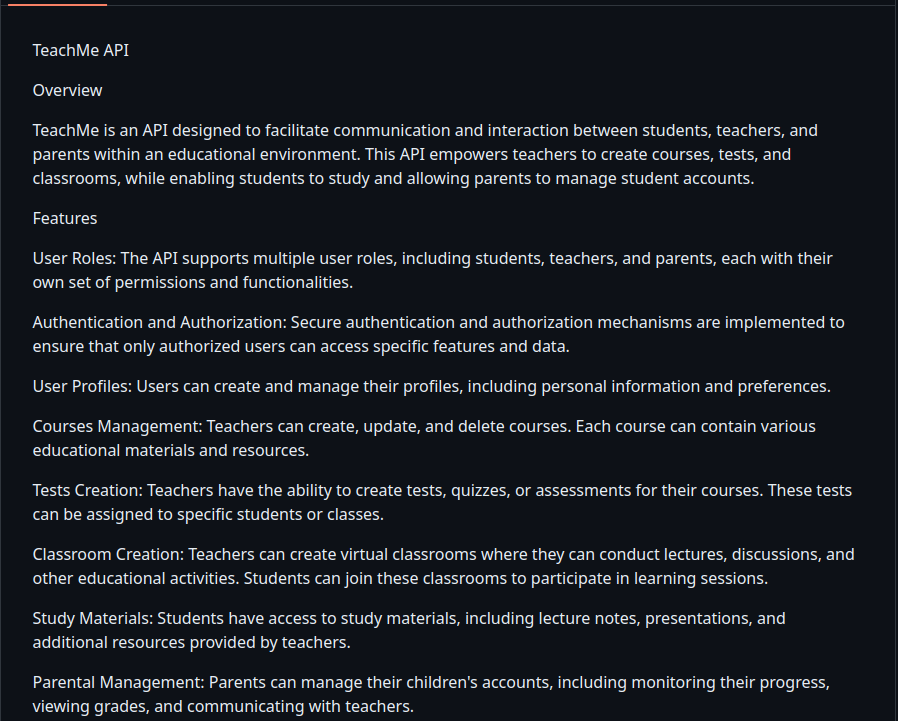 TeachMe API
Overview
TeachMe is an API designed to facilitate communication and interaction between students, teachers, and
parents within an educational environment. This API empowers teachers to create courses, tests, and
classrooms, while enabling students to study and allowing parents to manage student accounts.
Features
User Roles: The API supports multiple user roles, including students, teachers, and parents, each with their
own set of permissions and functionalities.
Authentication and Authorization: Secure authentication and authorization mechanisms are implemented to
ensure that only authorized users can access specific features and data.
User Profiles: Users can create and manage their profiles, including personal information and preferences.
Courses Management: Teachers can create, update, and delete courses. Each course can contain various
educational materials and resources.
Tests Creation: Teachers have the ability to create tests, quizzes, or assessments for their courses. These tests
can be assigned to specific students or classes.
Classroom Creation: Teachers can create virtual classrooms where they can conduct lectures, discussions, and
other educational activities. Students can join these classrooms to participate in learning sessions.
Study Materials: Students have access to study materials, including lecture notes, presentations, and
additional resources provided by teachers.
Parental Management: Parents can manage their children's accounts, including monitoring their progress,
viewing grades, and communicating with teachers.